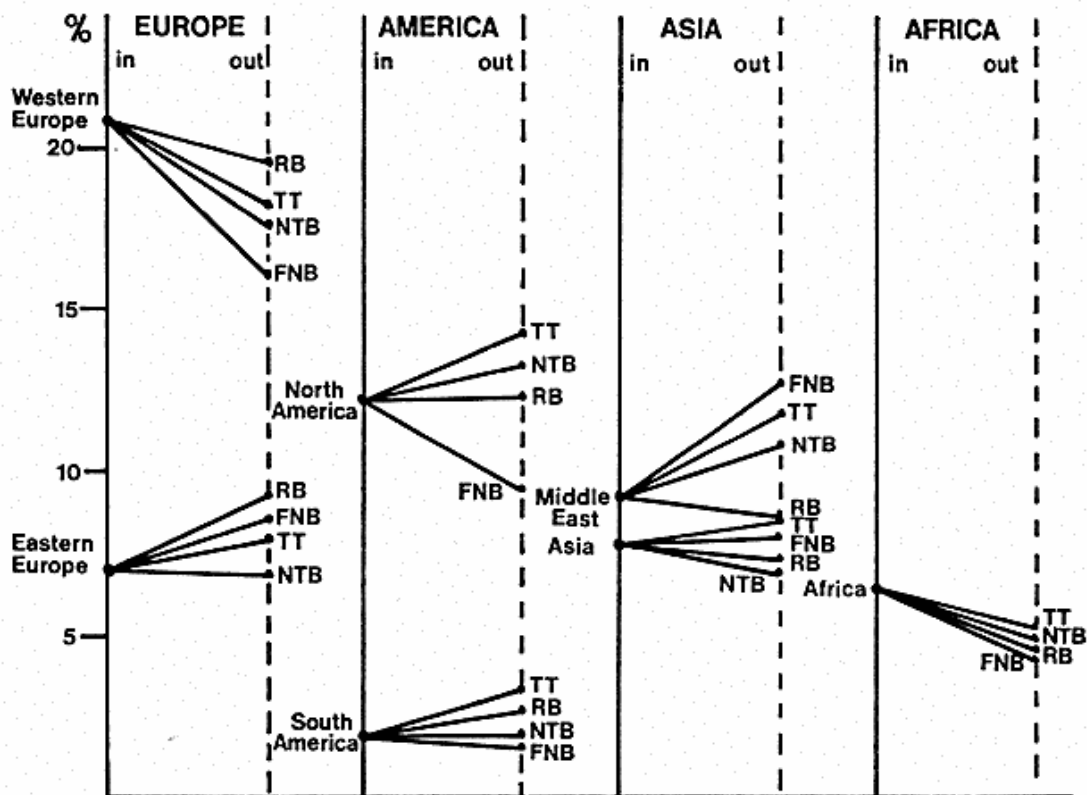 % EUROPE AMERICA ASIA AFRICA
in out in out in out in out
Western
Europe
20
RB
TT
NTB
FNB
15
TT
NTB
RB
North
America
FNB
FNB
TT
NTB
10
RB
FNB
TT
NTB
Eastern
Europe
Middle
East
Asia
RB
TT
FNB
RB
NTB
Africa
TT
NTB
RB
FNB
5
South
America
TT
RB
NTB
FNB